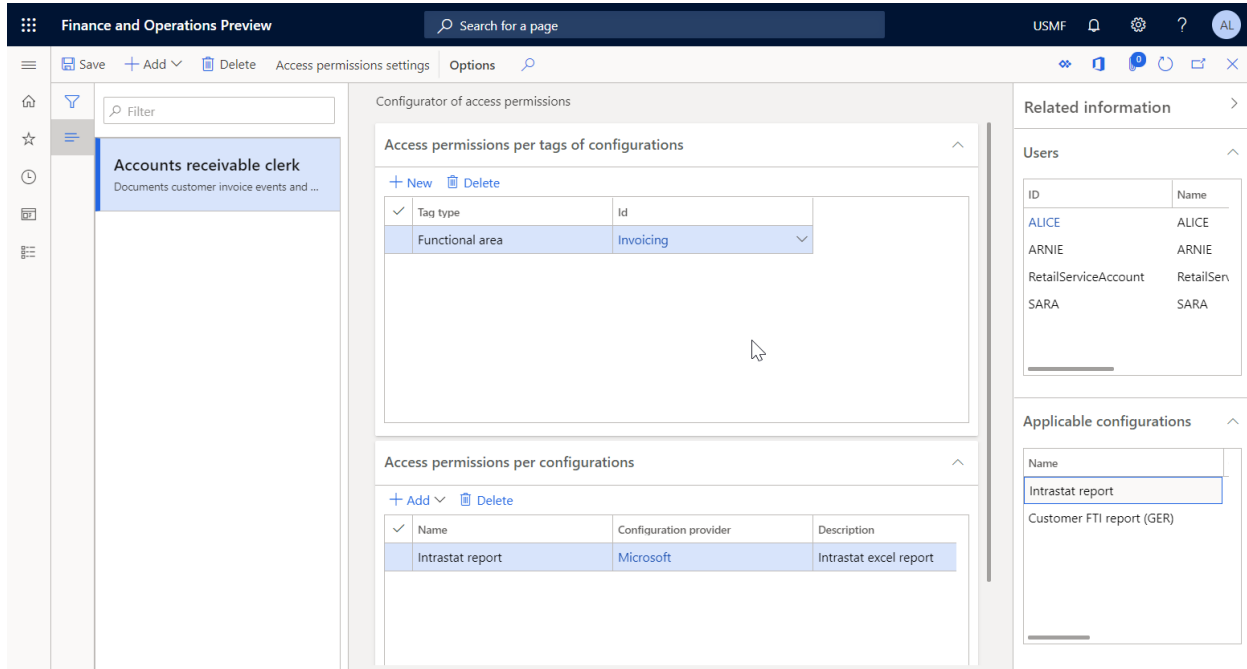 Finance and Operations Preview
Search for a page
USMF
AL
Save
Add
Delete
Access permissions settings
Options
0
Filter
Accounts receivable clerk
Documents customer invoice events and ...
Configurator of access permissions
Access permissions per tags of configurations
New Delete
Tag type Id
Functional area Invoicing
Access permissions per configurations
Add Delete
Name Configuration provider Description
Intrastat report Microsoft Intrastat excel report
Related information
Users
ID Name
ALICE ALICE
ARNIE ARNIE
RetailServiceAccount RetailServ
SARA SARA
Applicable configurations
Name
Intrastat report
Customer FTI report (GER)